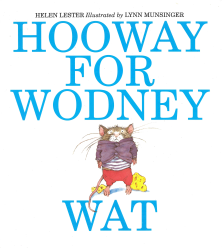 HELEN LESTER Illustrated by LYNN MUNSINGER
HOOWAY
FOR
WODNEY
WAT